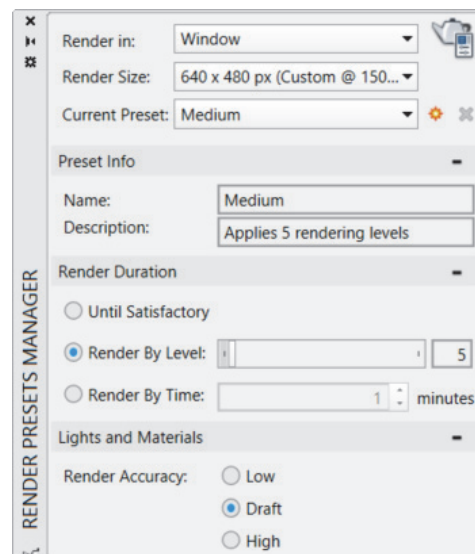 Render in: Window
Render Size: 640 x 480 px (Custom @ 150...
Current Preset: Medium
Preset Info
Name: Medium
Description: Applies 5 rendering levels
Render Duration
Until Satisfactory
Render By Level: 5
Render By Time: 1 minutes
Lights and Materials
Render Accuracy: Low
Draft
High
RENDER PRESETS MANAGER